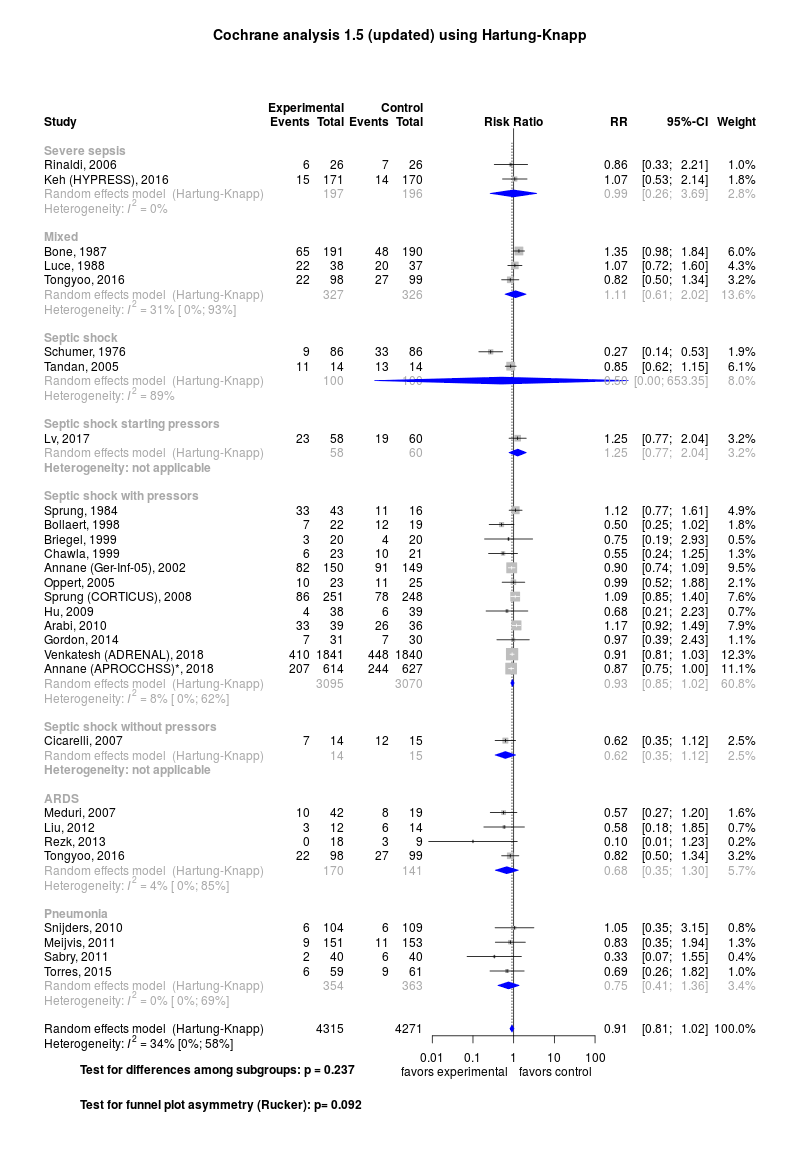 Cochrane analysis 1.5 (updated) using Hartung-Knapp
Experimental Control
Study Events Total Events Total Risk Ratio RR 95%-CI Weight
Severe sepsis
Rinaldi, 2006 6 26 7 26 0.86 [0.33; 2.21] 1.0%
Keh (HYPRESS), 2016 15 171 14 170 1.07 [0.53; 2.14] 1.8%
Random effects model (Hartung-Knapp) 197 196 0.99 [0.26; 3.69] 2.8%
Heterogeneity: I² = 0%
Mixed
Bone, 1987 65 191 48 190 1.35 [0.98; 1.84] 6.0%
Luce, 1988 22 38 20 37 1.07 [0.72; 1.60] 4.3%
Tongyoo, 2016 22 98 27 99 0.82 [0.50; 1.34] 3.2%
Random effects model (Hartung-Knapp) 327 326 1.11 [0.61; 2.02] 13.6%
Heterogeneity: I² = 31% [ 0%; 93%]
Septic shock
Schumer, 1976 9 86 33 86 0.27 [0.14; 0.53] 1.9%
Tandan, 2005 11 14 13 14 0.85 [0.62; 1.15] 6.1%
Random effects model (Hartung-Knapp) 100 100 0.50 [0.00; 653.35] 8.0%
Heterogeneity: I² = 89%
Septic shock starting pressors
Lv, 2017 23 58 19 60 1.25 [0.77; 2.04] 3.2%
Random effects model (Hartung-Knapp) 58 60 1.25 [0.77; 2.04] 3.2%
Heterogeneity: not applicable
Septic shock with pressors
Sprung, 1984 33 43 11 16 1.12 [0.77; 1.61] 4.9%
Bollaert, 1998 7 22 12 19 0.50 [0.25; 1.02] 1.8%
Briegel, 1999 3 20 4 20 0.75 [0.19; 2.93] 0.5%
Chawla, 1999 6 23 10 21 0.55 [0.24; 1.25] 1.3%
Annane (Ger-Inf-05), 2002 82 150 91 149 0.90 [0.74; 1.09] 9.5%
Oppert, 2005 10 23 11 25 0.99 [0.52; 1.88] 2.1%
Sprung (CORTICUS), 2008 86 251 78 248 1.09 [0.85; 1.40] 7.6%
Hu, 2009 4 38 6 39 0.68 [0.21; 2.23] 0.7%
Arabi, 2010 33 39 26 36 1.17 [0.92; 1.49] 7.9%
Gordon, 2014 7 31 7 30 0.97 [0.39; 2.43] 1.1%
Venkatesh (ADRENAL), 2018 410 1841 448 1840 0.91 [0.81; 1.03] 12.3%
Annane (APROCCHSS)*, 2018 207 614 244 627 0.87 [0.75; 1.00] 11.1%
Random effects model (Hartung-Knapp) 3095 3070 0.93 [0.85; 1.02] 60.8%
Heterogeneity: I² = 8% [ 0%; 62%]
Septic shock without pressors
Cicarelli, 2007 7 14 12 15 0.62 [0.35; 1.12] 2.5%
Random effects model (Hartung-Knapp) 14 15 0.62 [0.35; 1.12] 2.5%
Heterogeneity: not applicable
ARDS
Meduri, 2007 10 42 8 19 0.57 [0.27; 1.20] 1.6%
Liu, 2012 3 12 6 14 0.58 [0.18; 1.85] 0.7%
Rezk, 2013 0 18 3 9 0.10 [0.01; 1.23] 0.2%
Tongyoo, 2016 22 98 27 99 0.82 [0.50; 1.34] 3.2%
Random effects model (Hartung-Knapp) 170 141 0.68 [0.35; 1.30] 5.7%
Heterogeneity: I² = 4% [ 0%; 85%]
Pneumonia
Snijders, 2010 6 104 6 109 1.05 [0.35; 3.15] 0.8%
Meijvis, 2011 9 151 11 153 0.83 [0.35; 1.94] 1.3%
Sabry, 2011 2 40 6 40 0.33 [0.07; 1.55] 0.4%
Torres, 2015 6 59 9 61 0.69 [0.26; 1.82] 1.0%
Random effects model (Hartung-Knapp) 354 363 0.75 [0.41; 1.36] 3.4%
Heterogeneity: I² = 0% [ 0%; 69%]
Random effects model (Hartung-Knapp) 4315 4271 0.91 [0.81; 1.02] 100.0%
Heterogeneity: I² = 34% [0%; 58%]
0.01 0.1 1 10 100
Test for differences among subgroups: p = 0.237
favors experimental favors control
Test for funnel plot asymmetry (Rucker): p= 0.092